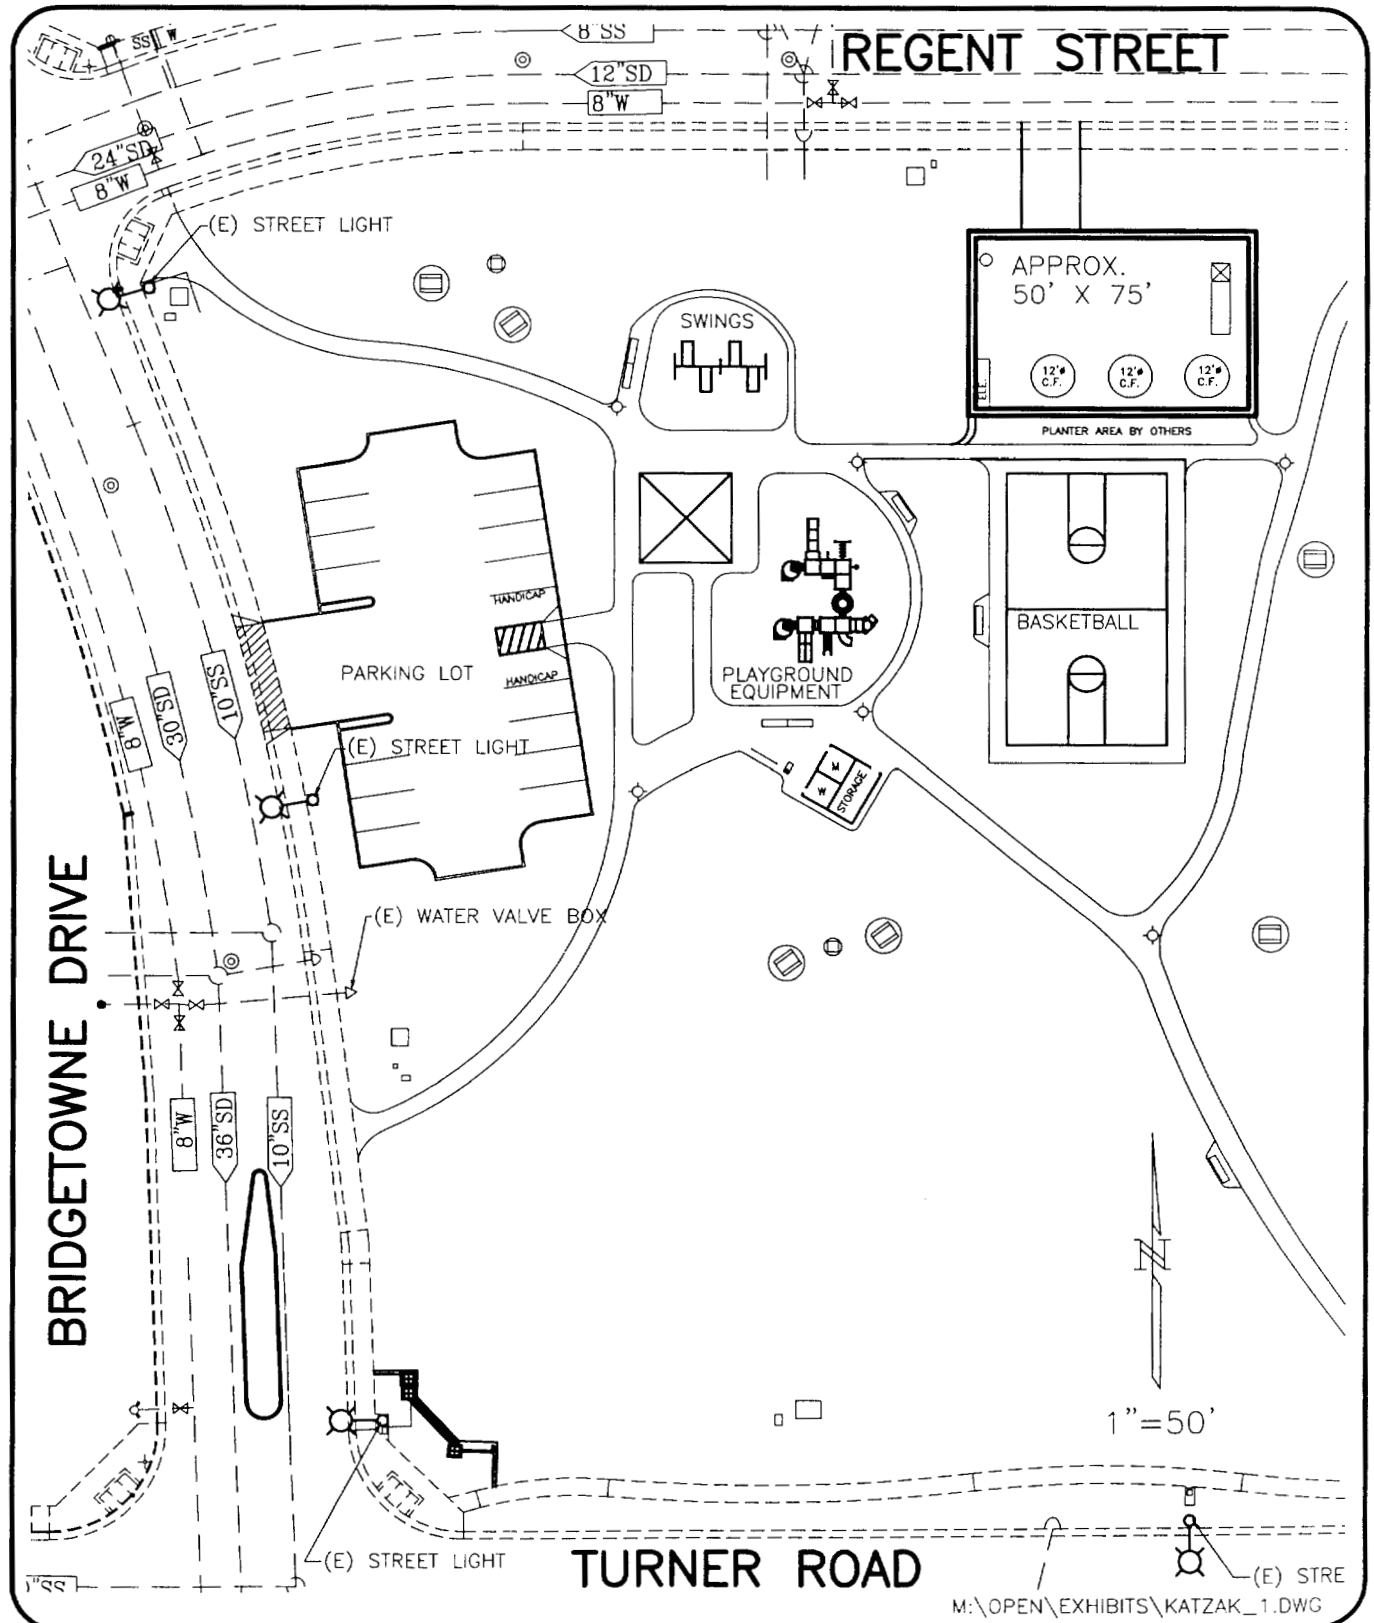 8"SS
REGENT STREET
SS
W
12"SD
8"W
24"SD
8"W
(E) STREET LIGHT
APPROX.
50' X 75'
SWINGS
12'ø
C.F.
12'ø
C.F.
12'ø
C.F.
ELE.
PLANTER AREA BY OTHERS
HANDICAP
BASKETBALL
PARKING LOT
HANDICAP
PLAYGROUND
EQUIPMENT
8"W
30"SD
10"SS
(E) STREET LIGHT
M
W
STORAGE
(E) WATER VALVE BOX
BRIDGETOWNE DRIVE
8"W
36"SD
10"SS
N
1"=50'
(E) STREET LIGHT
TURNER ROAD
(E) STRE
"SS
M:\OPEN\EXHIBITS\KATZAK_1.DWG